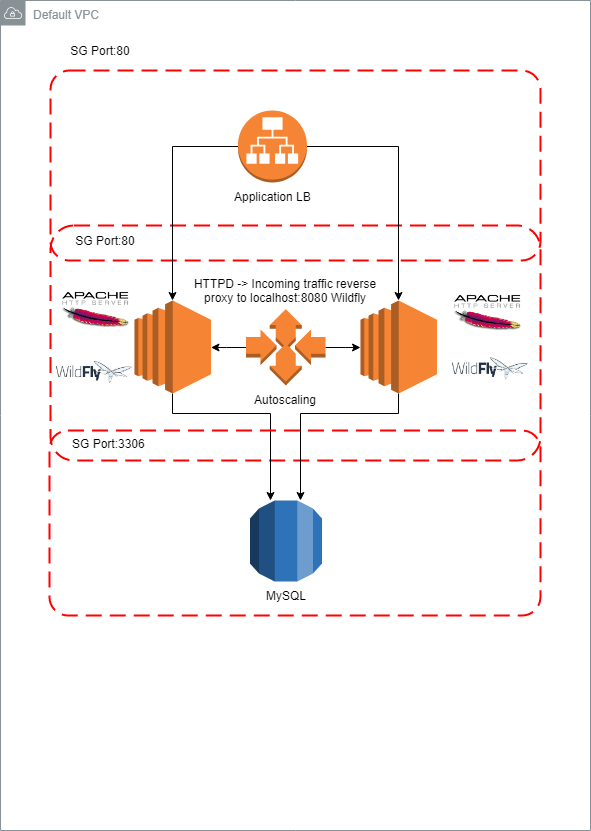 Default VPC
SG Port:80
Application LB
SG Port:80
HTTPD -> Incoming traffic reverse
proxy to localhost:8080 Wildfly
APACHE
HTTP SERVER
WildFly
APACHE
HTTP SERVER
WildFly
Autoscaling
SG Port:3306
MySQL